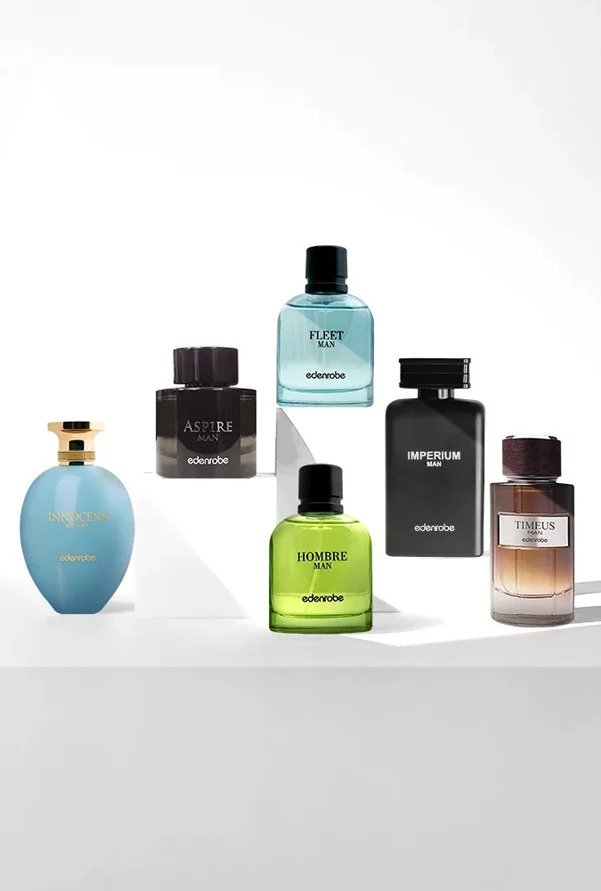 FLEET
MAN
edenrobe
ASPIRE
MAN
edenrobe
IMPERIUM
MAN
edenrobe
INNOCENS
edenrobe
HOMBRE
MAN
edenrobe
TIMEUS
MAN
edenrobe